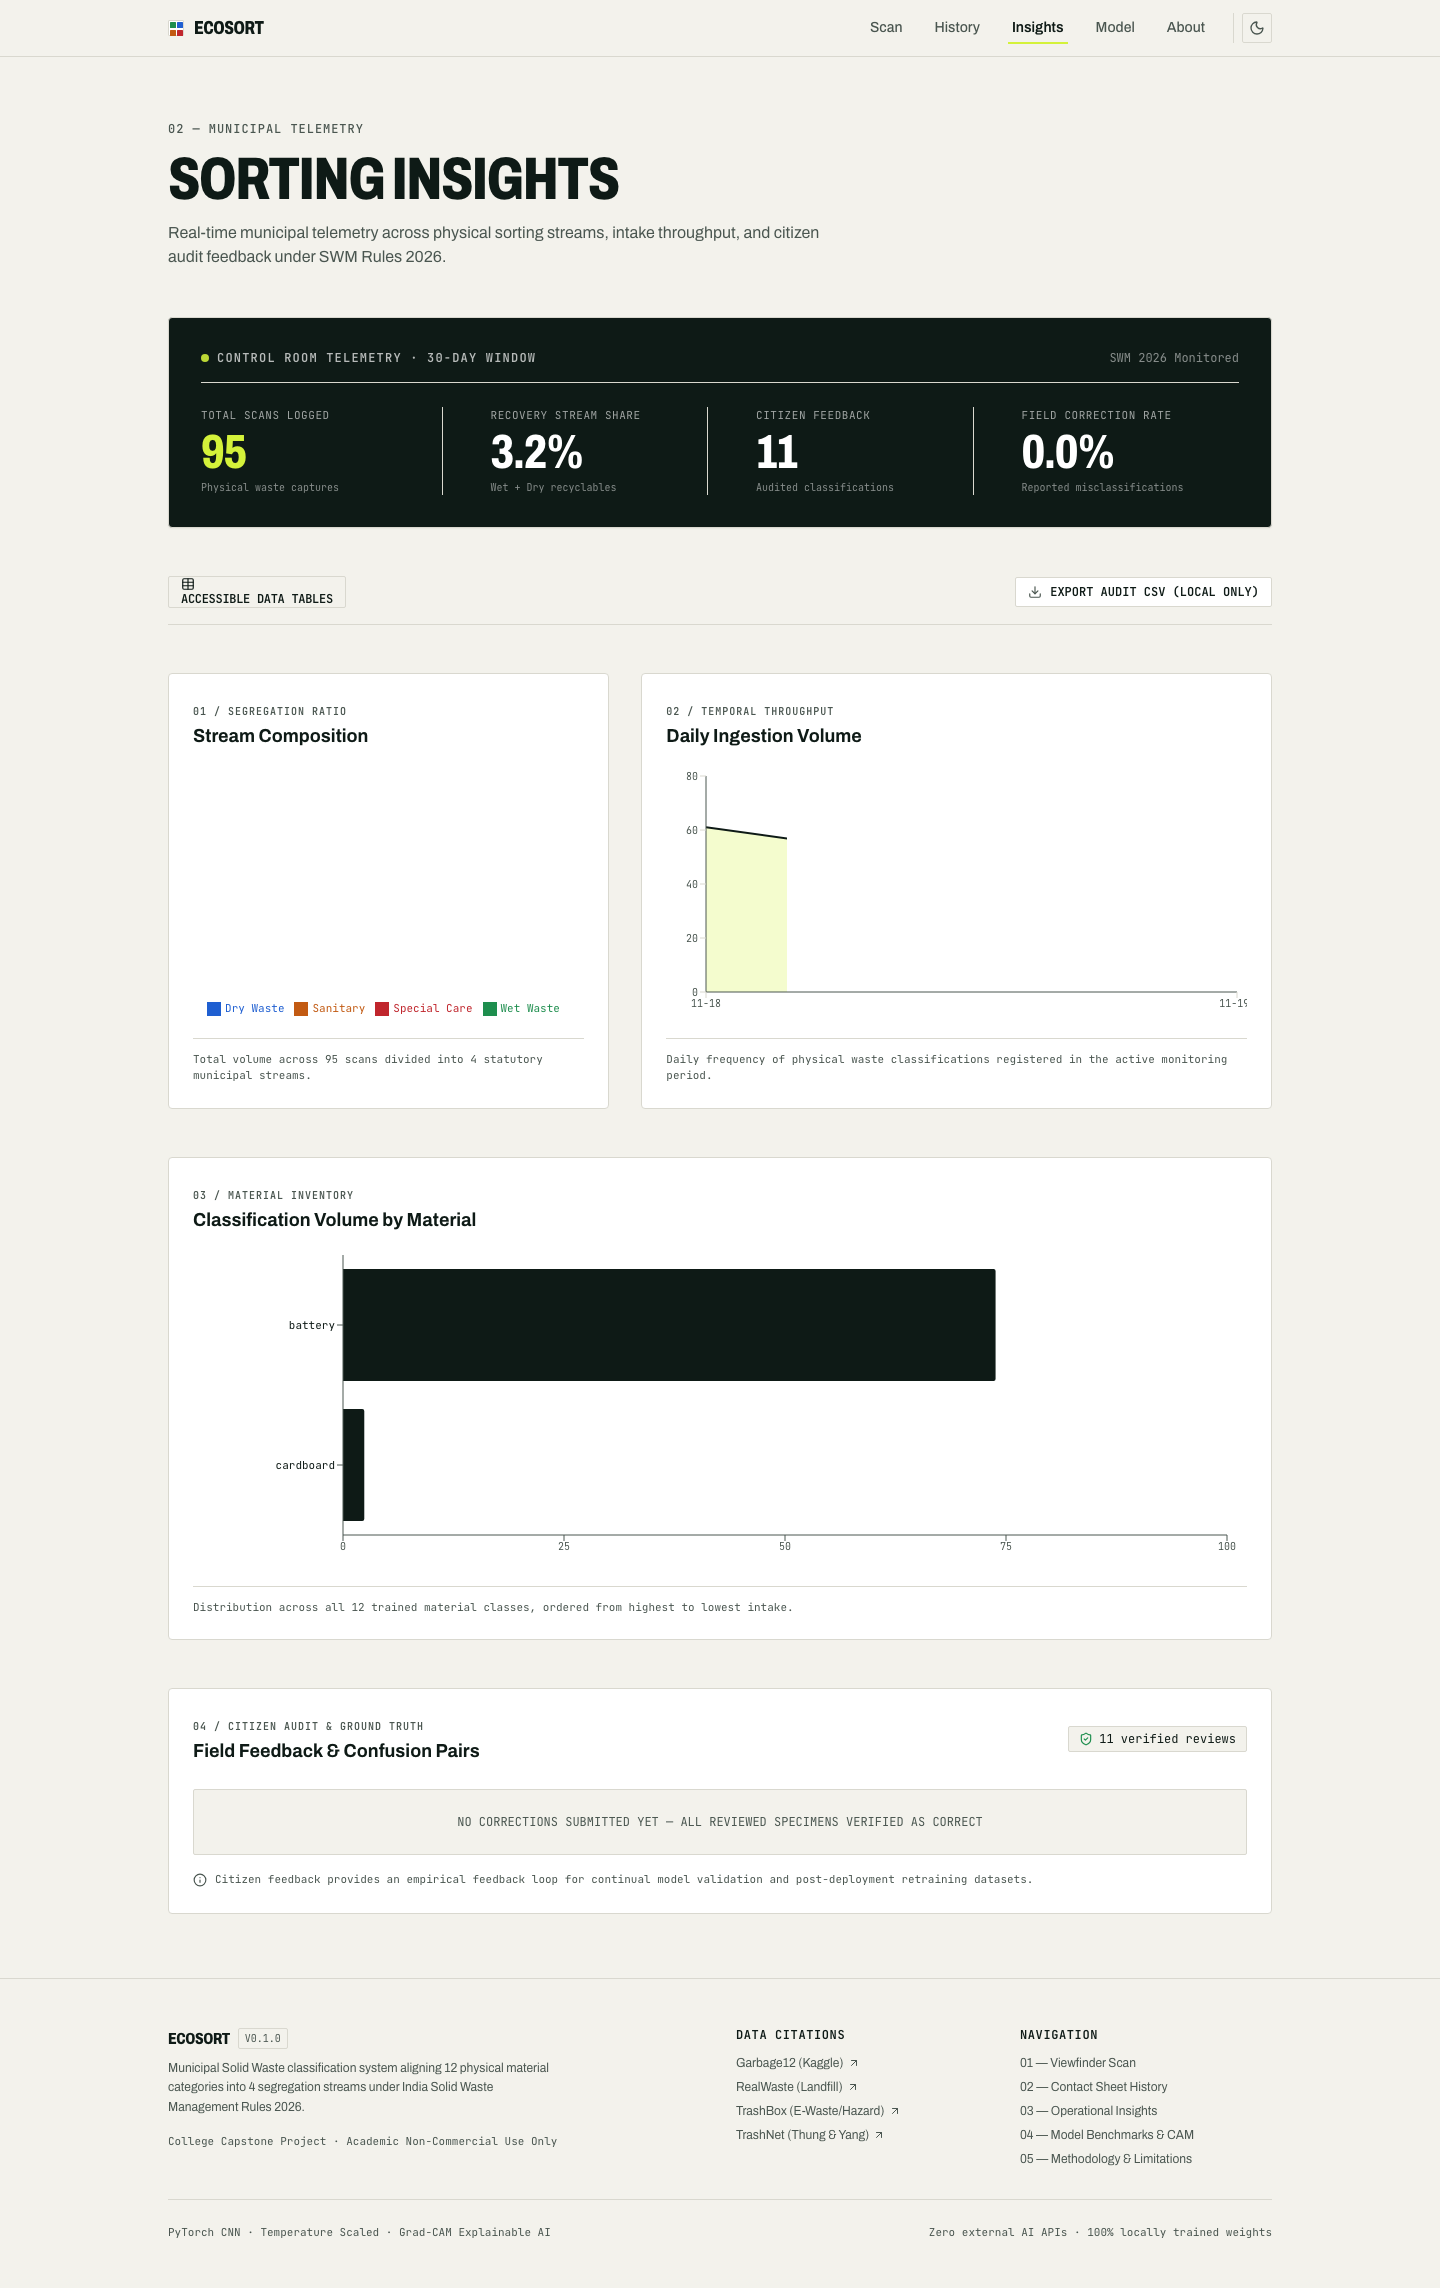 ECOSORT
Scan History Insights Model About
02 — MUNICIPAL TELEMETRY
SORTING INSIGHTS
Real-time municipal telemetry across physical sorting streams, intake throughput, and citizen
audit feedback under SWM Rules 2026.
CONTROL ROOM TELEMETRY · 30-DAY WINDOW
SWM 2026 Monitored
TOTAL SCANS LOGGED
95
Physical waste captures
RECOVERY STREAM SHARE
3.2%
Wet + Dry recyclables
CITIZEN FEEDBACK
11
Audited classifications
FIELD CORRECTION RATE
0.0%
Reported misclassifications
ACCESSIBLE DATA TABLES
EXPORT AUDIT CSV (LOCAL ONLY)
01 / SEGREGATION RATIO
Stream Composition
Dry Waste Sanitary Special Care Wet Waste
Total volume across 95 scans divided into 4 statutory
municipal streams.
02 / TEMPORAL THROUGHPUT
Daily Ingestion Volume
80
60
40
20
0
11-18 11-19
Daily frequency of physical waste classifications registered in the active monitoring
period.
03 / MATERIAL INVENTORY
Classification Volume by Material
battery
cardboard
0 25 50 75 100
Distribution across all 12 trained material classes, ordered from highest to lowest intake.
04 / CITIZEN AUDIT & GROUND TRUTH
Field Feedback & Confusion Pairs
11 verified reviews
NO CORRECTIONS SUBMITTED YET — ALL REVIEWED SPECIMENS VERIFIED AS CORRECT
Citizen feedback provides an empirical feedback loop for continual model validation and post-deployment retraining datasets.
ECOSORT V0.1.0
Municipal Solid Waste classification system aligning 12 physical material
categories into 4 segregation streams under India Solid Waste
Management Rules 2026.
College Capstone Project · Academic Non-Commercial Use Only
DATA CITATIONS
Garbage12 (Kaggle)
RealWaste (Landfill)
TrashBox (E-Waste/Hazard)
TrashNet (Thung & Yang)
NAVIGATION
01 — Viewfinder Scan
02 — Contact Sheet History
03 — Operational Insights
04 — Model Benchmarks & CAM
05 — Methodology & Limitations
PyTorch CNN · Temperature Scaled · Grad-CAM Explainable AI
Zero external AI APIs · 100% locally trained weights